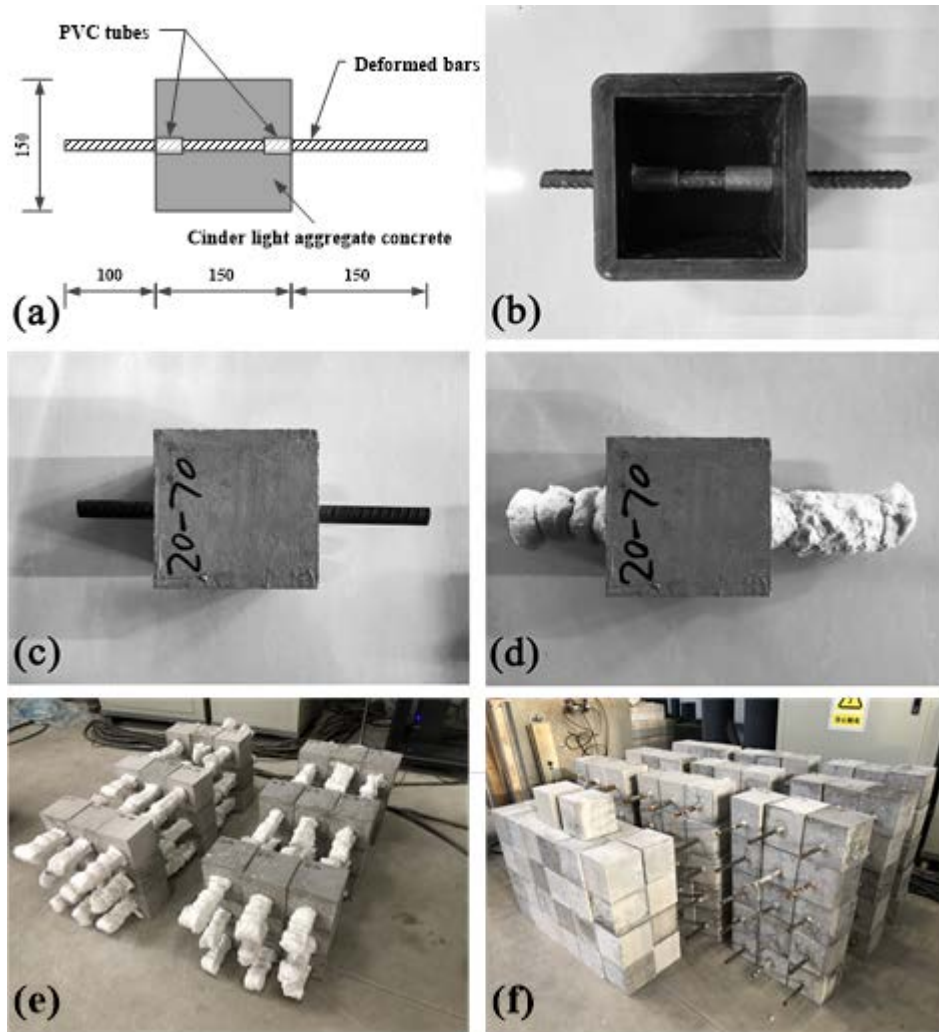 PVC tubes
Deformed bars
150
Cinder light aggregate concrete
100 150 150
(a)
(b)
20-70
(c)
20-70
(d)
(e)
(f)